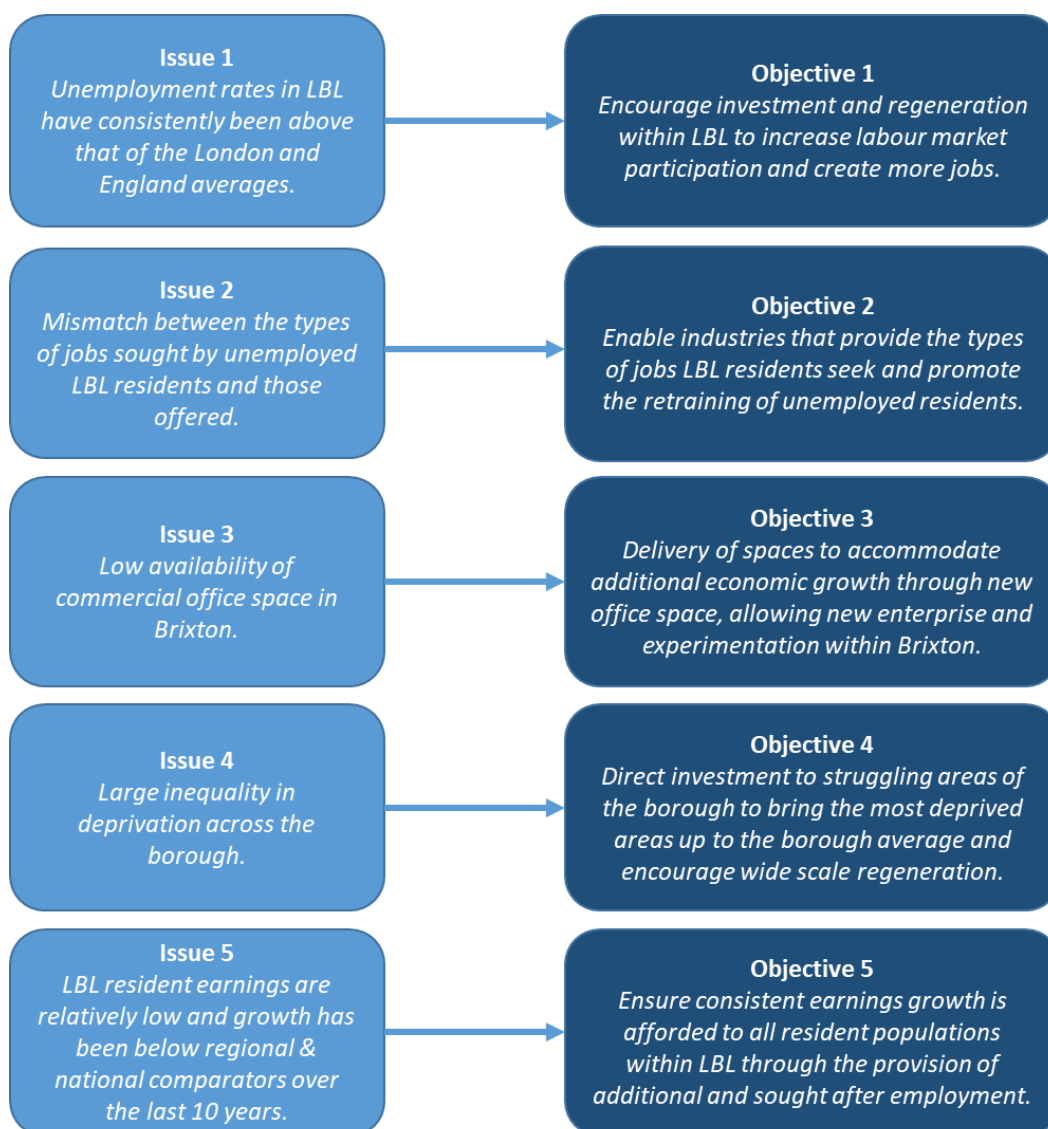 Issue 1
Unemployment rates in LBL
have consistently been above
that of the London and
England averages.
Objective 1
Encourage investment and regeneration
within LBL to increase labour market
participation and create more jobs.
Issue 2
Mismatch between the types
of jobs sought by unemployed
LBL residents and those
offered.
Objective 2
Enable industries that provide the types
of jobs LBL residents seek and promote
the retraining of unemployed residents.
Issue 3
Low availability of
commercial office space in
Brixton.
Objective 3
Delivery of spaces to accommodate
additional economic growth through new
office space, allowing new enterprise and
experimentation within Brixton.
Issue 4
Large inequality in
deprivation across the
borough.
Objective 4
Direct investment to struggling areas of
the borough to bring the most deprived
areas up to the borough average and
encourage wide scale regeneration.
Issue 5
LBL resident earnings are
relatively low and growth has
been below regional &
national comparators over
the last 10 years.
Objective 5
Ensure consistent earnings growth is
afforded to all resident populations
within LBL through the provision of
additional and sought after employment.